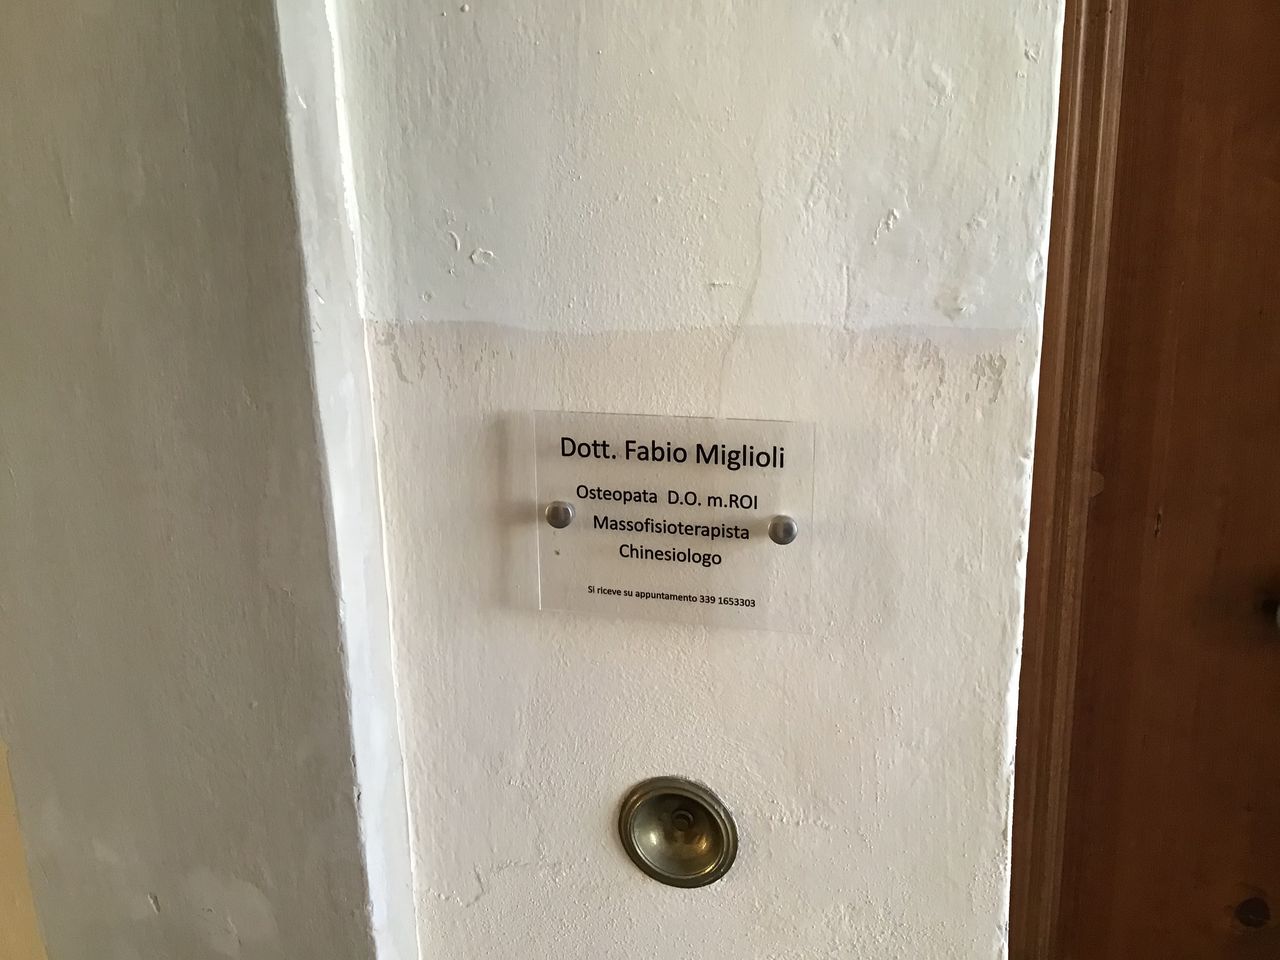 Dott. Fabio Miglioli
Osteopata D.O. m.ROI
Massofisioterapista
Chinesiologo
Si riceve su appuntamento 339 1653303